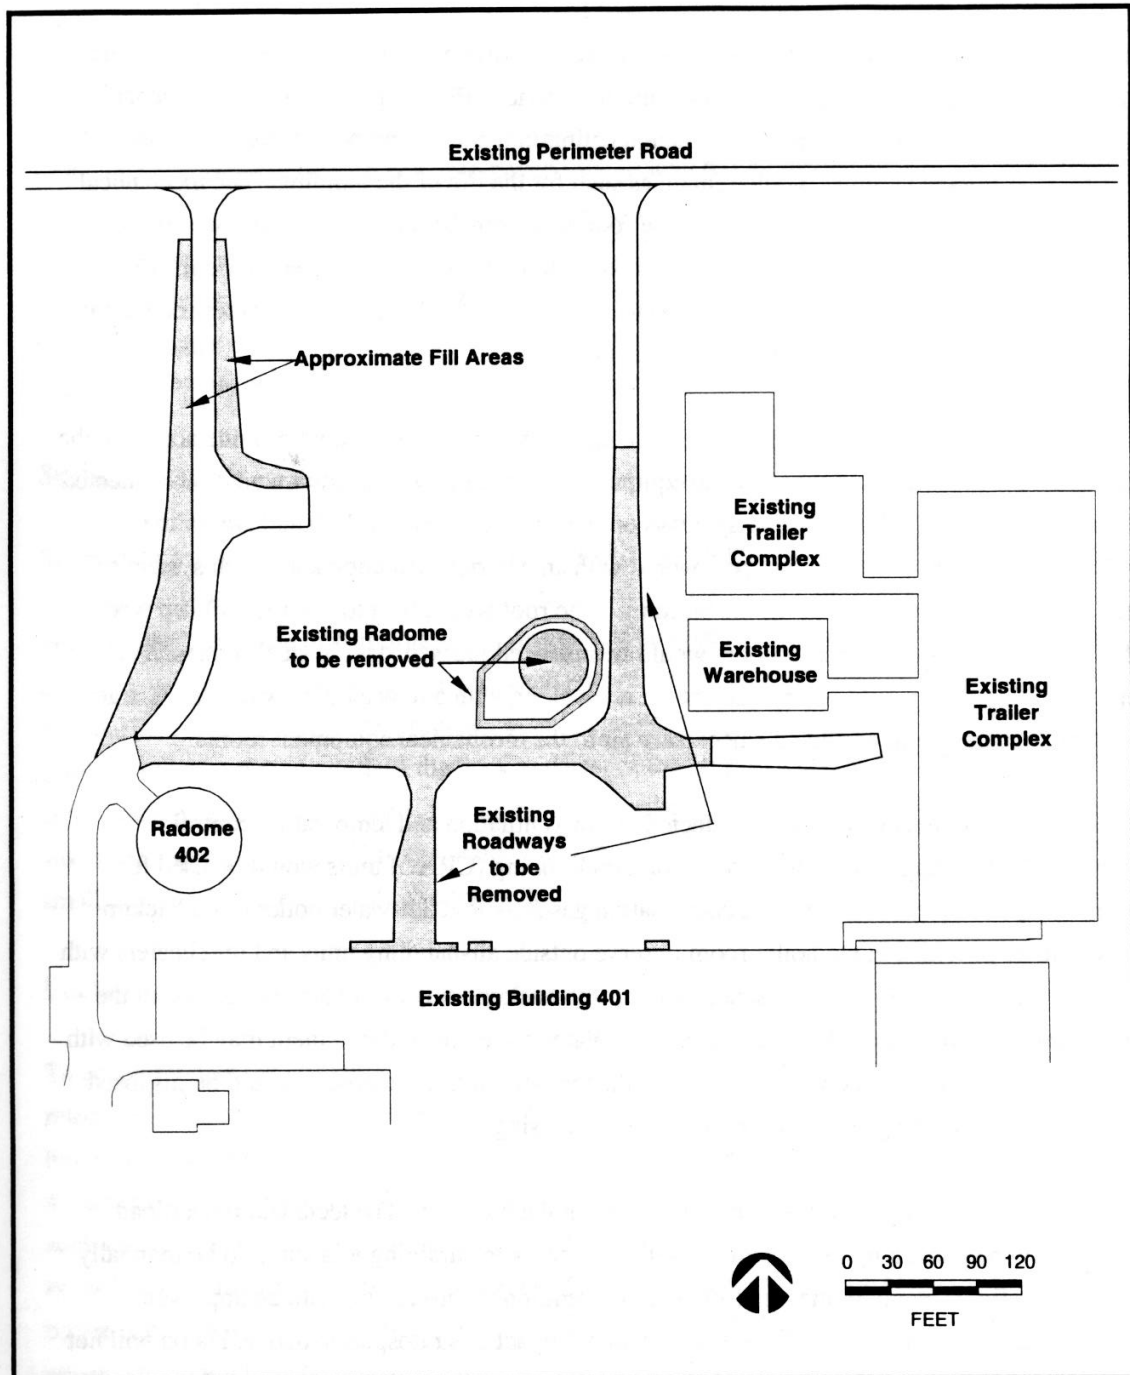 Existing Perimeter Road
Approximate Fill Areas
Existing
Trailer
Complex
Existing Radome
to be removed
Existing
Warehouse
Existing
Trailer
Complex
Radome
402
Existing
Roadways
to be
Removed
Existing Building 401
0 30 60 90 120
FEET